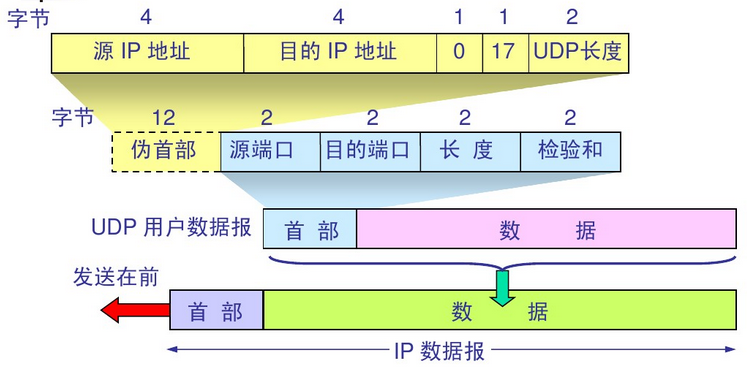 字节 4 4 1 1 2
源 IP 地址 目的 IP 地址 0 17 UDP长度
字节 12 2 2 2 2
伪首部 源端口 目的端口 长 度 检验和
UDP 用户数据报 首 部 数 据
发送在前
首 部 数 据
IP 数据报